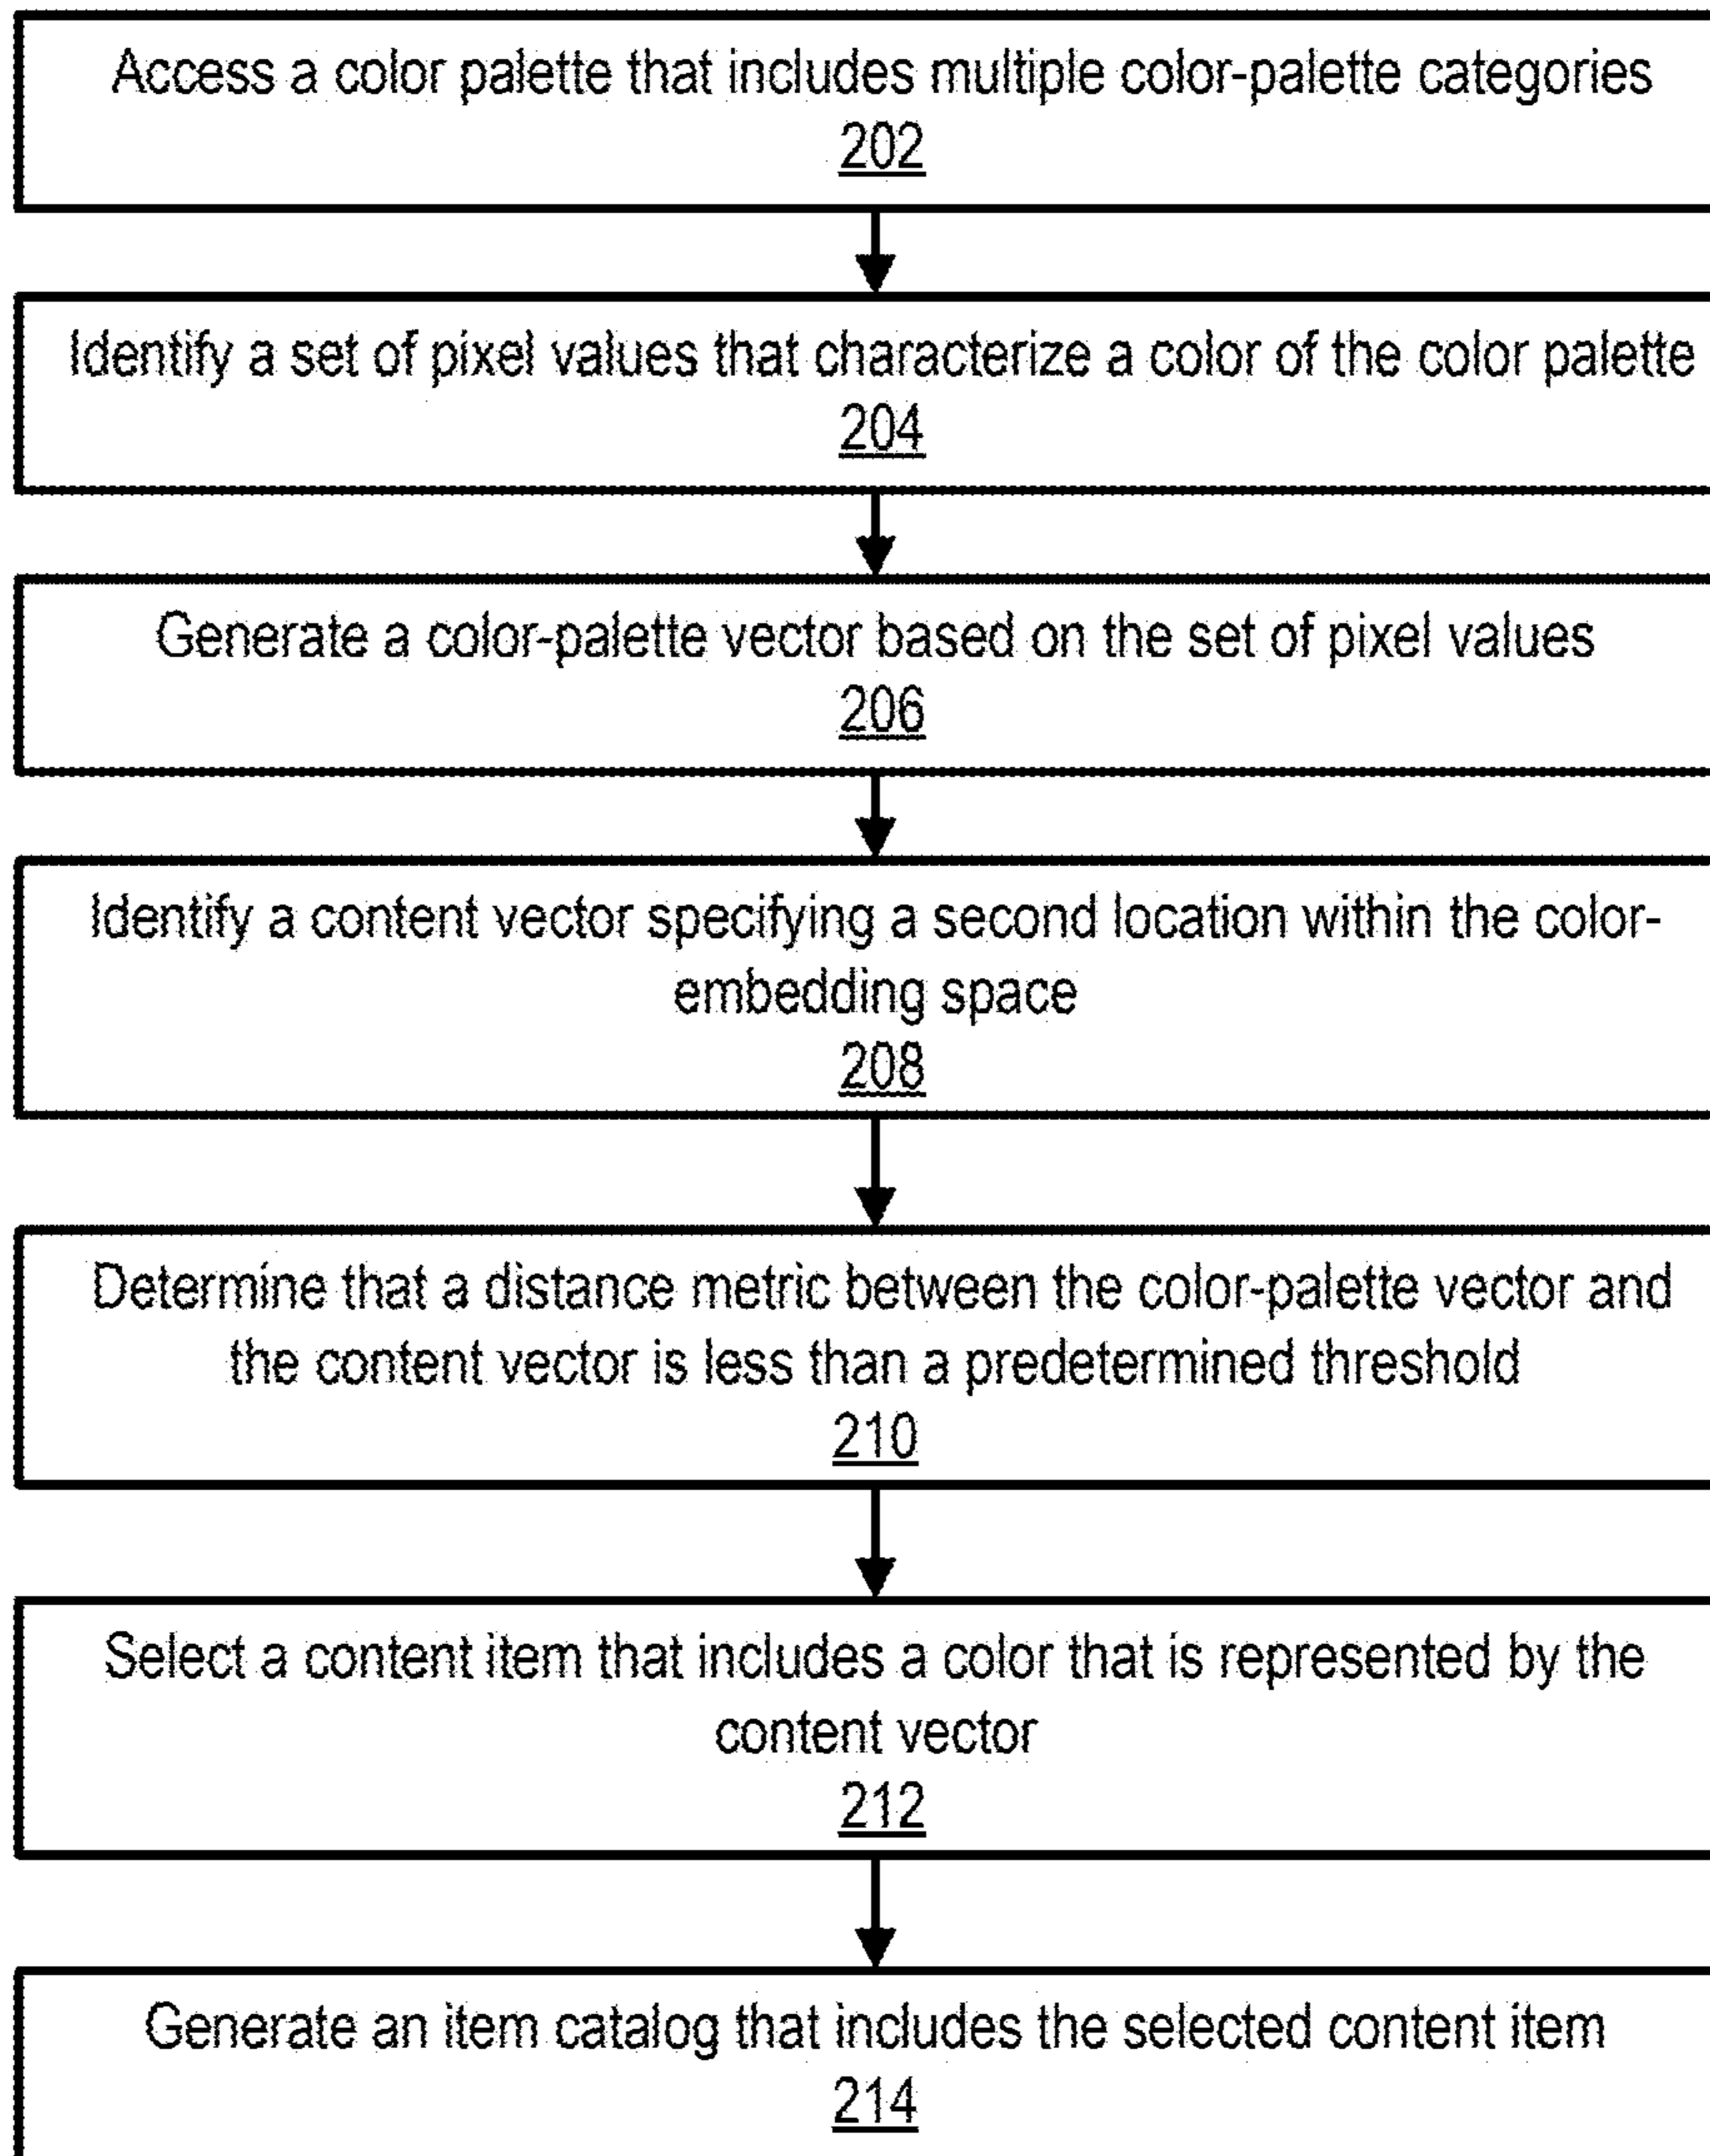 Access a color palette that includes multiple color-palette categories
202
Identify a set of pixel values that characterize a color of the color palette
204
Generate a color-palette vector based on the set of pixel values
206
Identify a content vector specifying a second location within the color-
embedding space
208
Determine that a distance metric between the color-palette vector and
the content vector is less than a predetermined threshold
210
Select a content item that includes a color that is represented by the
content vector
212
Generate an item catalog that includes the selected content item
214